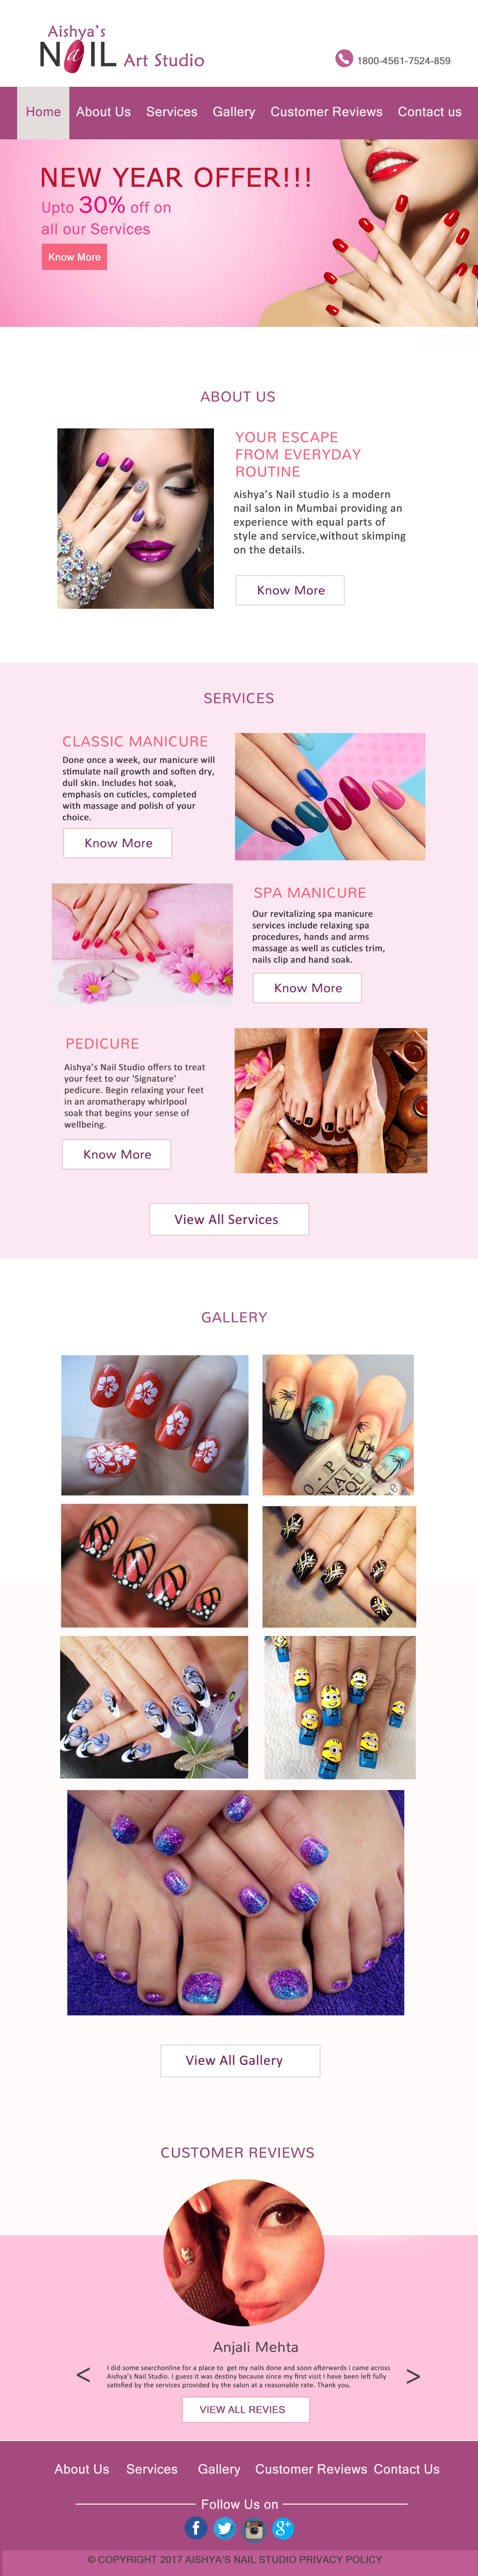 Aishya's
NaIL Art Studio
1800-4561-7524-859
Home About Us Services Gallery Customer Reviews Contact us
NEW YEAR OFFER!!!
Upto 30% off on
all our Services
Know More
ABOUT US
YOUR ESCAPE
FROM EVERYDAY
ROUTINE
Aishya's Nail studio is a modern
nail salon in Mumbai providing an
experience with equal parts of
style and service,without skimping
on the details.
Know More
SERVICES
CLASSIC MANICURE
Done once a week, our manicure will
stimulate nail growth and soften dry,
dull skin. Includes hot soak,
emphasis on cuticles, completed
with massage and polish of your
choice.
Know More
SPA MANICURE
Our revitalizing spa manicure
services include relaxing spa
procedures, hands and arms
massage as well as cuticles trim,
nails clip and hand soak.
Know More
PEDICURE
Aishya's Nail Studio offers to treat
your feet to our 'Signature'
pedicure. Begin relaxing your feet
in an aromatherapy whirlpool
soak that begins your sense of
wellbeing.
Know More
View All Services
GALLERY
O·P
NAIL
View All Gallery
CUSTOMER REVIEWS
Anjali Mehta
I did some searchonline for a place to get my nails done and soon afterwards i came across
Aishya's Nail Studio. I guess it was destiny because since my first visit I have been left fully
satisfied by the services provided by the salon at a reasonable rate. Thank you.
< >
VIEW ALL REVIES
About Us Services Gallery Customer Reviews Contact Us
Follow Us on
© COPYRIGHT 2017 AISHYA'S NAIL STUDIO PRIVACY POLICY